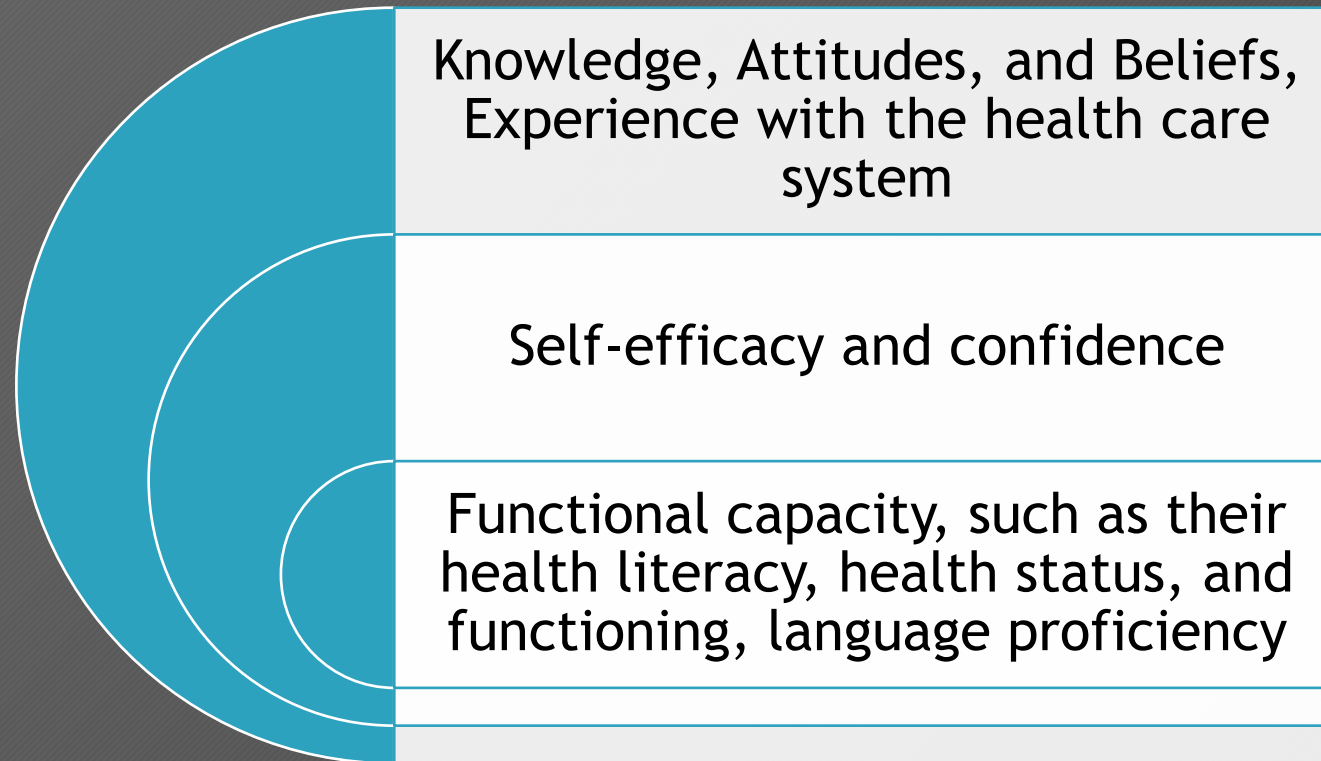 Knowledge, Attitudes, and Beliefs,
Experience with the health care
system
Self-efficacy and confidence
Functional capacity, such as their
health literacy, health status, and
functioning, language proficiency